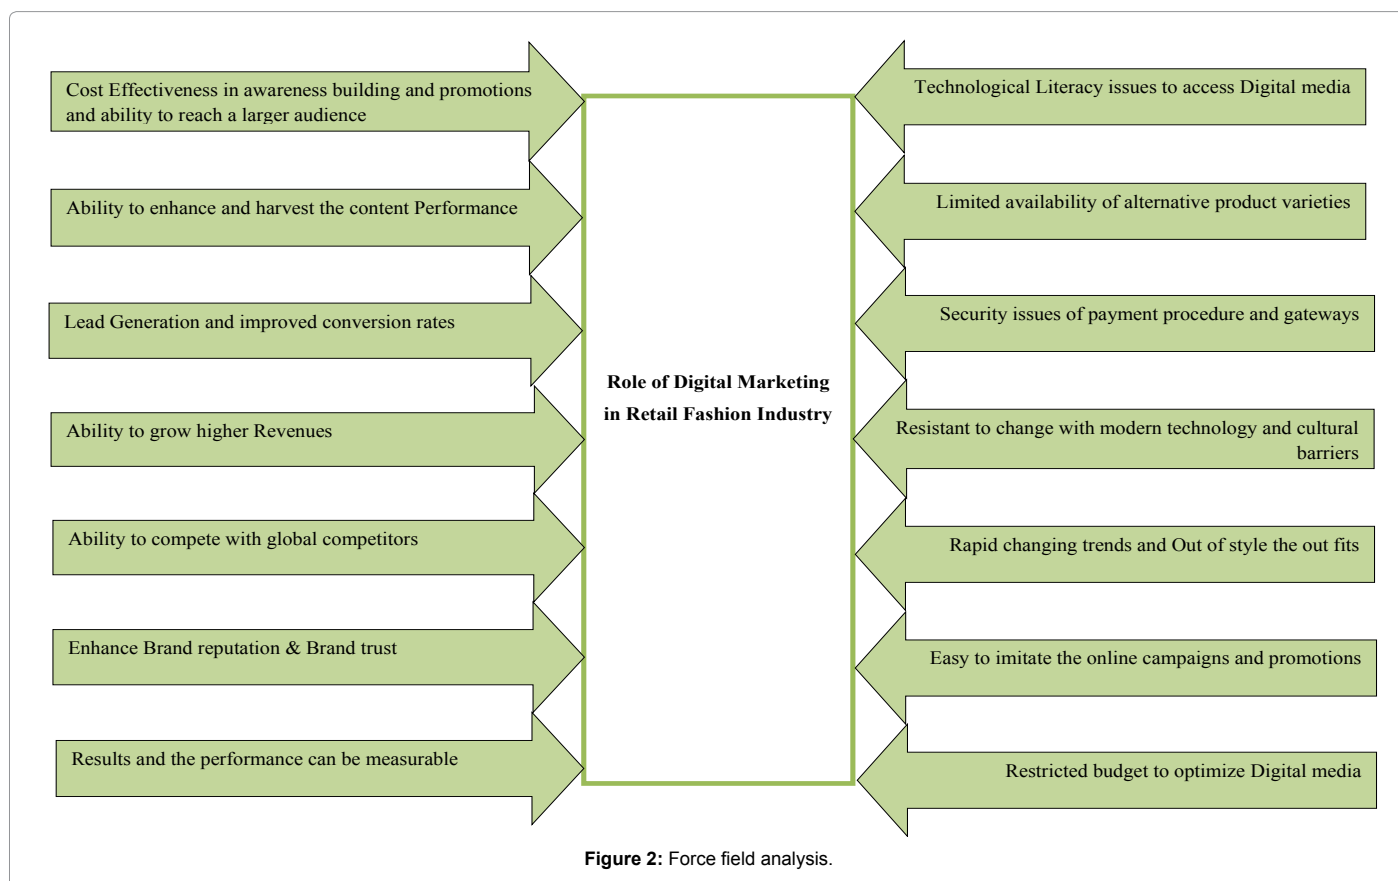 Cost Effectiveness in awareness building and promotions
and ability to reach a larger audience
Ability to enhance and harvest the content Performance
Lead Generation and improved conversion rates
Ability to grow higher Revenues
Ability to compete with global competitors
Enhance Brand reputation & Brand trust
Results and the performance can be measurable
Role of Digital Marketing
in Retail Fashion Industry
Technological Literacy issues to access Digital media
Limited availability of alternative product varieties
Security issues of payment procedure and gateways
Resistant to change with modern technology and cultural
barriers
Rapid changing trends and Out of style the out fits
Easy to imitate the online campaigns and promotions
Restricted budget to optimize Digital media
Figure 2: Force field analysis.